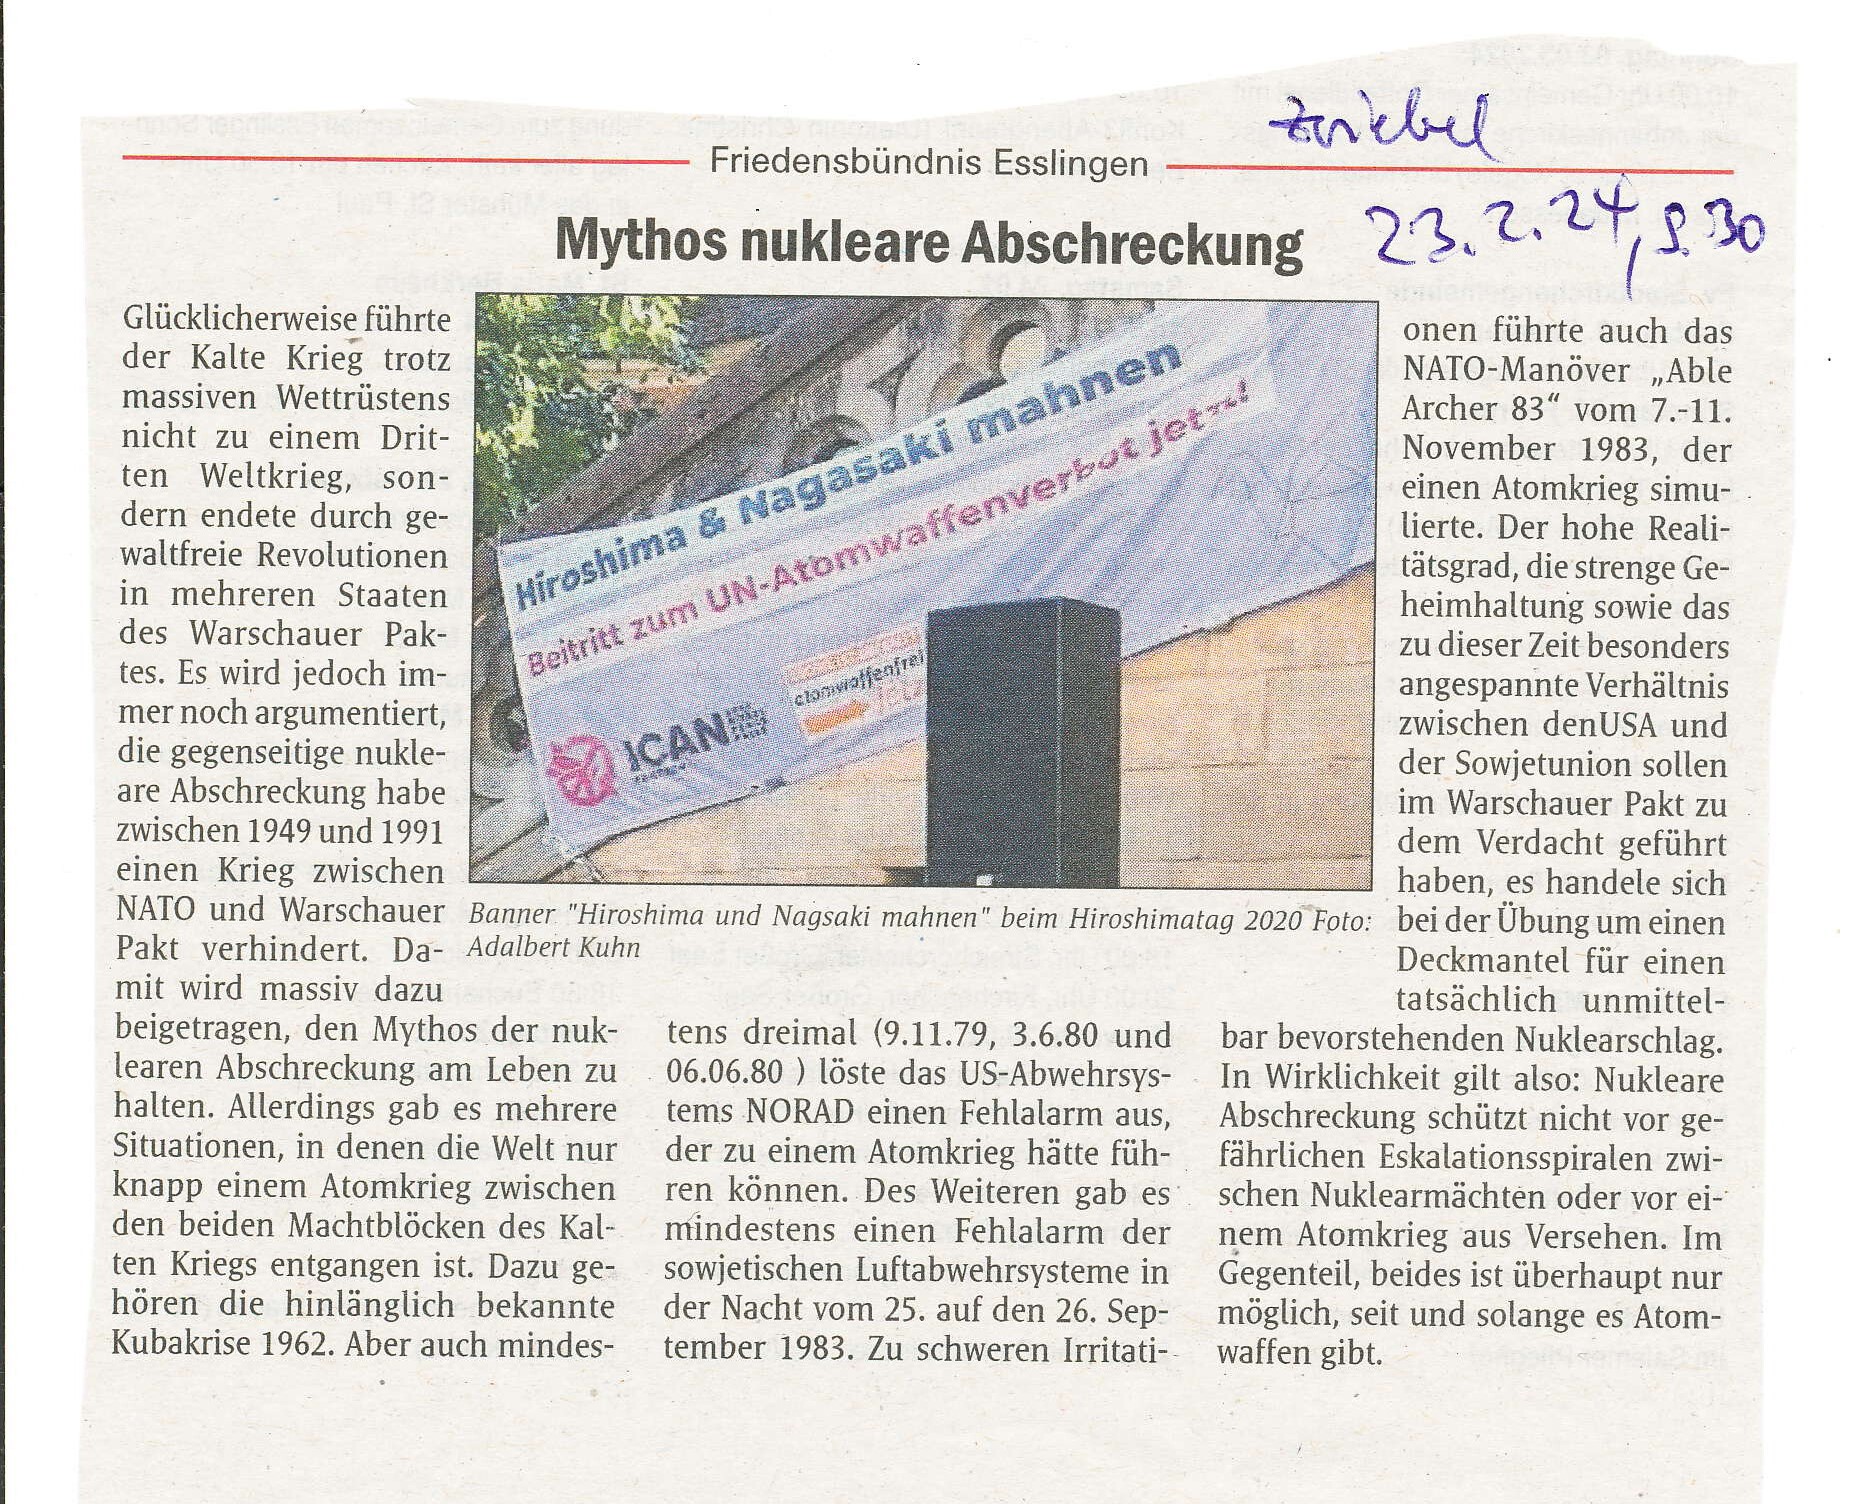 Zwiebel
Friedensbündnis Esslingen
23.2.24, S. 30
Mythos nukleare Abschreckung
Glücklicherweise führte
der Kalte Krieg trotz
massiven Wettrüstens
nicht zu einem Drit-
ten Weltkrieg, son-
dern endete durch ge-
waltfreie Revolutionen
in mehreren Staaten
des Warschauer Pak-
tes. Es wird jedoch im-
mer noch argumentiert,
die gegenseitige nukle-
are Abschreckung habe
zwischen 1949 und 1991
einen Krieg zwischen
NATO und Warschauer
Pakt verhindert. Da-
mit wird massiv dazu
beigetragen, den Mythos der nuk-
learen Abschreckung am Leben zu
halten. Allerdings gab es mehrere
Situationen, in denen die Welt nur
knapp einem Atomkrieg zwischen
den beiden Machtblöcken des Kal-
ten Kriegs entgangen ist. Dazu ge-
hören die hinlänglich bekannte
Kubakrise 1962. Aber auch mindes-
Hiroshima & Nagasaki mahnen
Beitritt zum UN-Atomwaffenverbot jetzt!
ICAN
atomwaffenfrei
jetzt
Banner "Hiroshima und Nagsaki mahnen" beim Hiroshimatag 2020 Foto:
Adalbert Kuhn
tens dreimal (9.11.79, 3.6.80 und
06.06.80 ) löste das US-Abwehrsys-
tems NORAD einen Fehlalarm aus,
der zu einem Atomkrieg hätte füh-
ren können. Des Weiteren gab es
mindestens einen Fehlalarm der
sowjetischen Luftabwehrsysteme in
der Nacht vom 25. auf den 26. Sep-
tember 1983. Zu schweren Irritati-
onen führte auch das
NATO-Manöver „Able
Archer 83“ vom 7.-11.
November 1983, der
einen Atomkrieg simu-
lierte. Der hohe Reali-
tätsgrad, die strenge Ge-
heimhaltung sowie das
zu dieser Zeit besonders
angespannte Verhältnis
zwischen denUSA und
der Sowjetunion sollen
im Warschauer Pakt zu
dem Verdacht geführt
haben, es handele sich
bei der Übung um einen
Deckmantel für einen
tatsächlich unmittel-
bar bevorstehenden Nuklearschlag.
In Wirklichkeit gilt also: Nukleare
Abschreckung schützt nicht vor ge-
fährlichen Eskalationsspiralen zwi-
schen Nuklearmächten oder vor ei-
nem Atomkrieg aus Versehen. Im
Gegenteil, beides ist überhaupt nur
möglich, seit und solange es Atom-
waffen gibt.